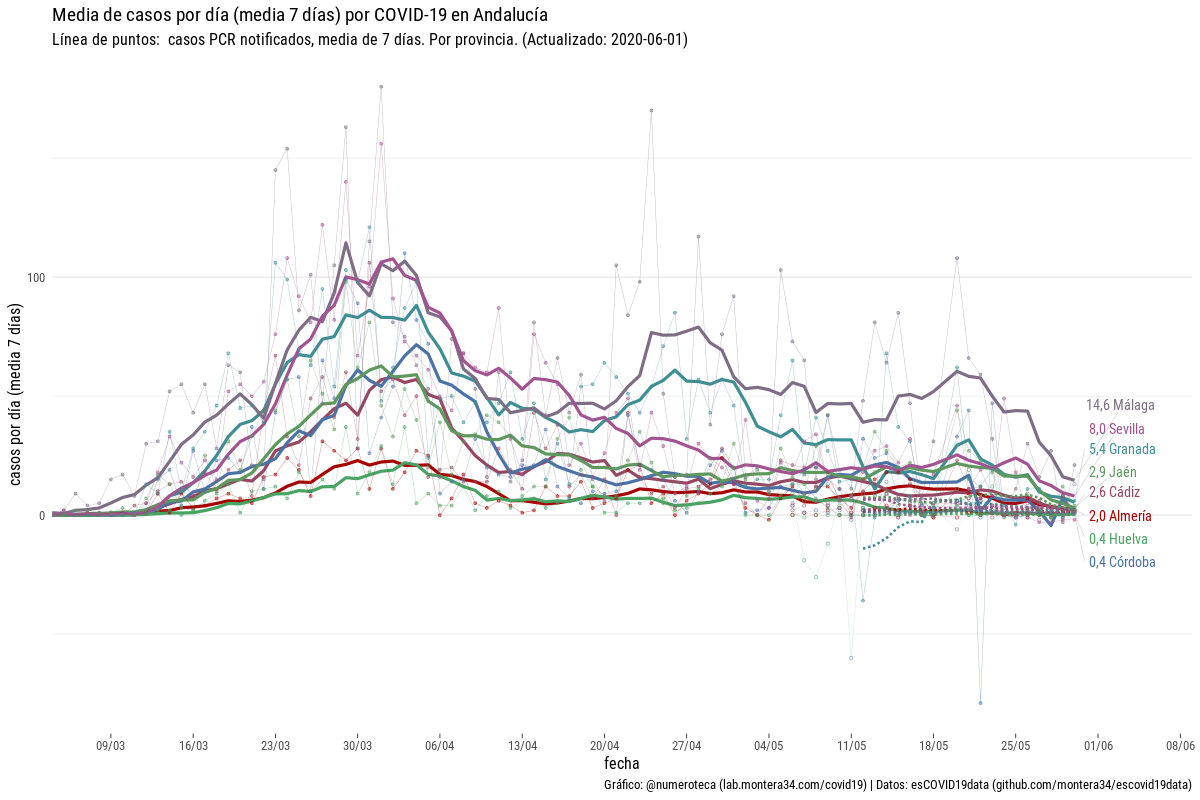 Media de casos por día (media 7 días) por COVID-19 en Andalucía
Línea de puntos:  casos PCR notificados, media de 7 días. Por provincia. (Actualizado: 2020-06-01)
casos por día (media 7 días)
100
0
14,6 Málaga
8,0 Sevilla
5,4 Granada
2,9 Jaén
2,6 Cádiz
2,0 Almería
0,4 Huelva
0,4 Córdoba
09/03 16/03 23/03 30/03 06/04 13/04 20/04 27/04 04/05 11/05 18/05 25/05 01/06 08/06
fecha
Gráfico: @numeroteca (lab.montera34.com/covid19) | Datos: esCOVID19data (github.com/montera34/escovid19data)